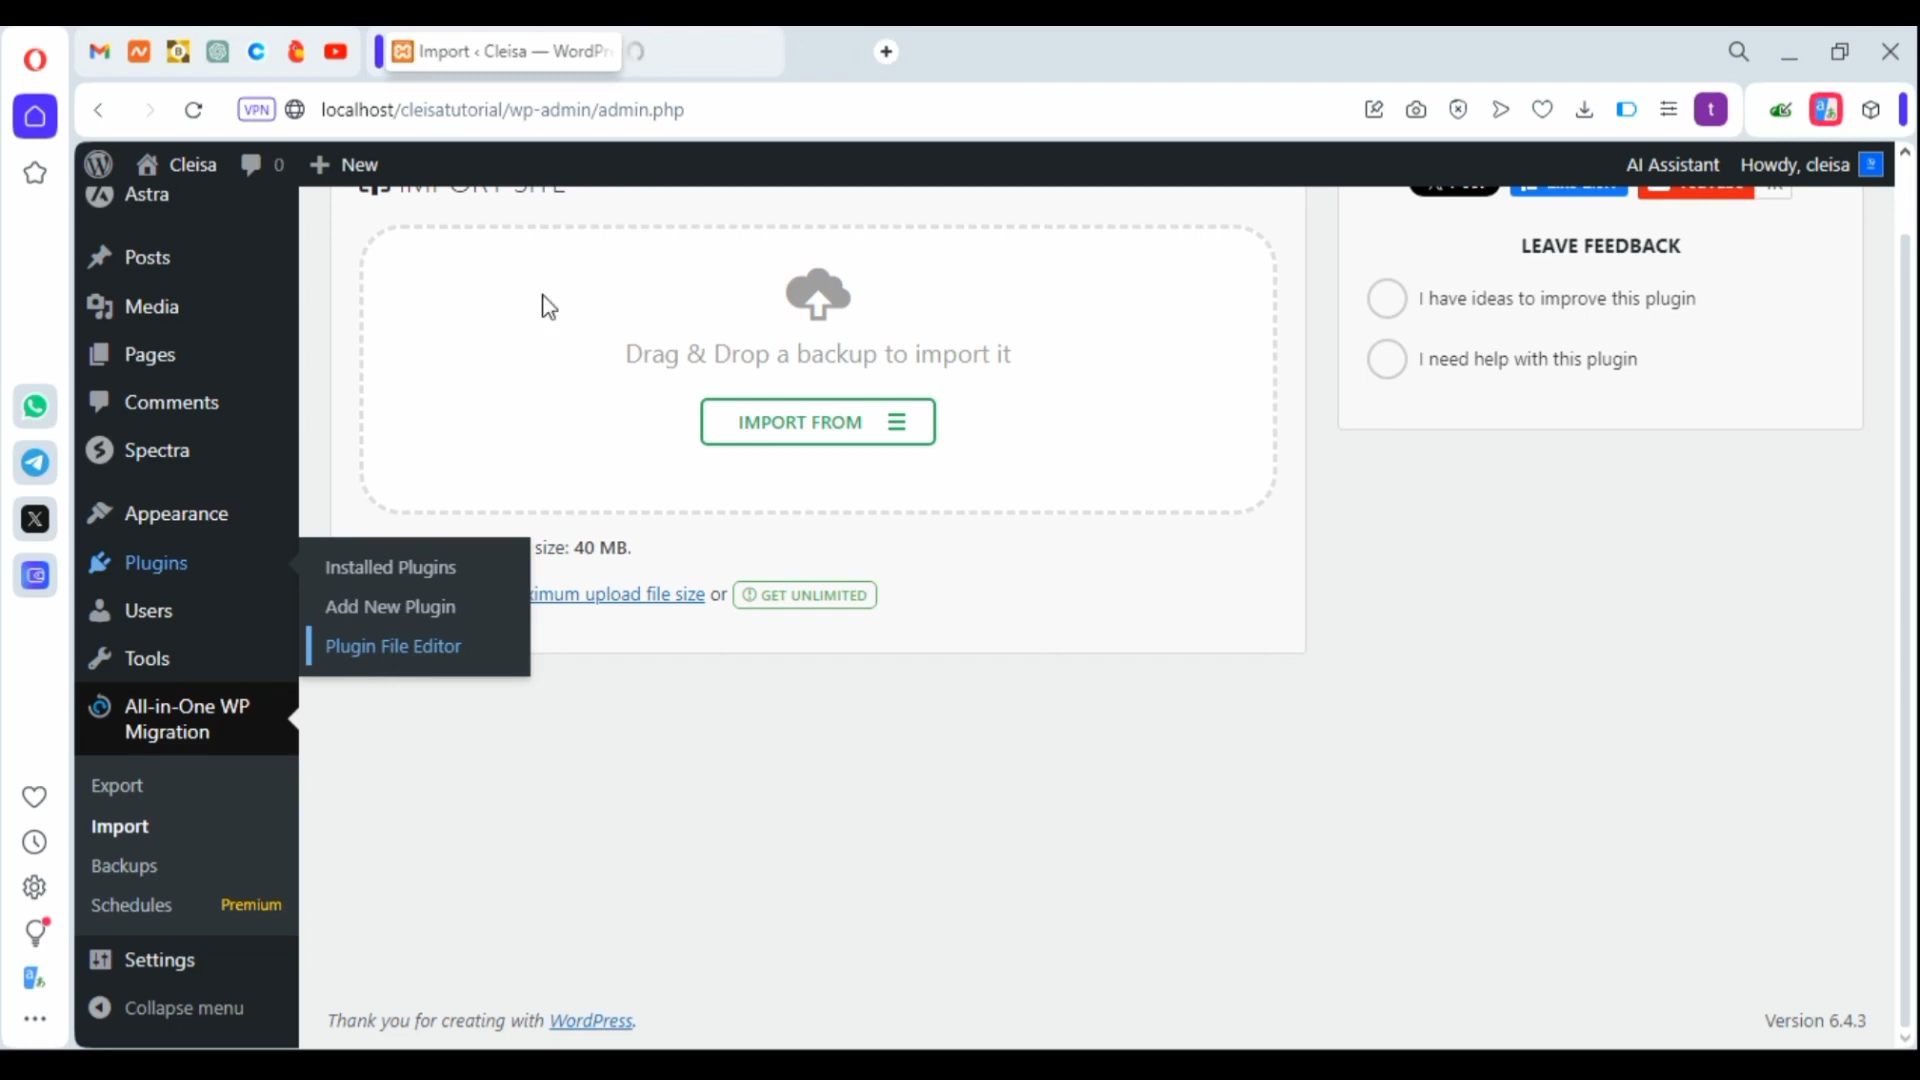 Import ‹ Cleisa — WordPr
VPN
localhost/cleisatutorial/wp-admin/admin.php
t
Cleisa
0
New
AI Assistant
Howdy, cleisa
Astra
IMPORT SITE
Posts
Media
Pages
Comments
Spectra
Appearance
Plugins
Users
Tools
All-in-One WP
Migration
Export
Import
Backups
Schedules
Premium
Settings
Collapse menu
Installed Plugins
Add New Plugin
Plugin File Editor
Drag & Drop a backup to import it
IMPORT FROM
size: 40 MB.
imum upload file size or
GET UNLIMITED
LEAVE FEEDBACK
I have ideas to improve this plugin
I need help with this plugin
Thank you for creating with WordPress.
Version 6.4.3